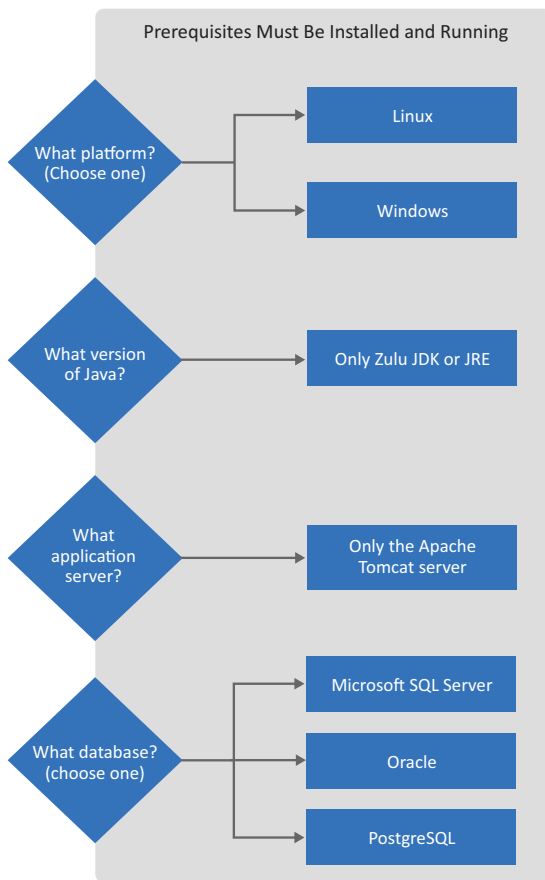 Prerequisites Must Be Installed and Running
What platform?
(Choose one)
Linux
Windows
What version
of Java?
Only Zulu JDK or JRE
What
application
server?
Only the Apache
Tomcat server
What database?
(choose one)
Microsoft SQL Server
Oracle
PostgreSQL